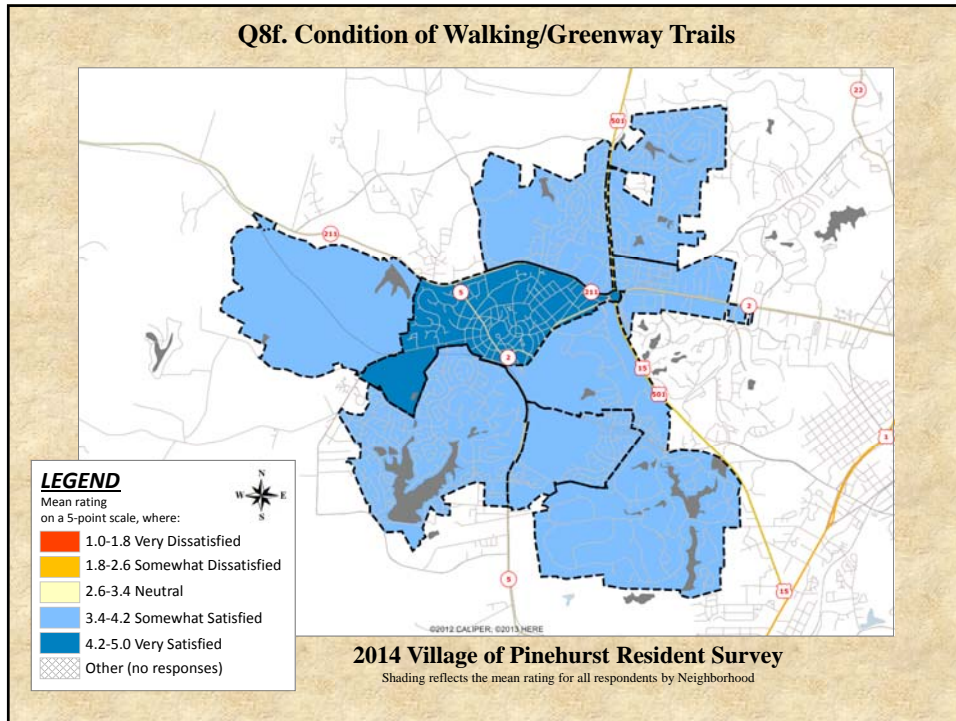 Q8f. Condition of Walking/Greenway Trails
22
501
211
5
211
2
2
15
501
1
5
15
LEGEND
Mean rating
on a 5-point scale, where:
N
W E
S
1.0-1.8 Very Dissatisfied
1.8-2.6 Somewhat Dissatisfied
2.6-3.4 Neutral
3.4-4.2 Somewhat Satisfied
4.2-5.0 Very Satisfied
Other (no responses)
©2012 CALIPER, ©2013 HERE
2014 Village of Pinehurst Resident Survey
Shading reflects the mean rating for all respondents by Neighborhood